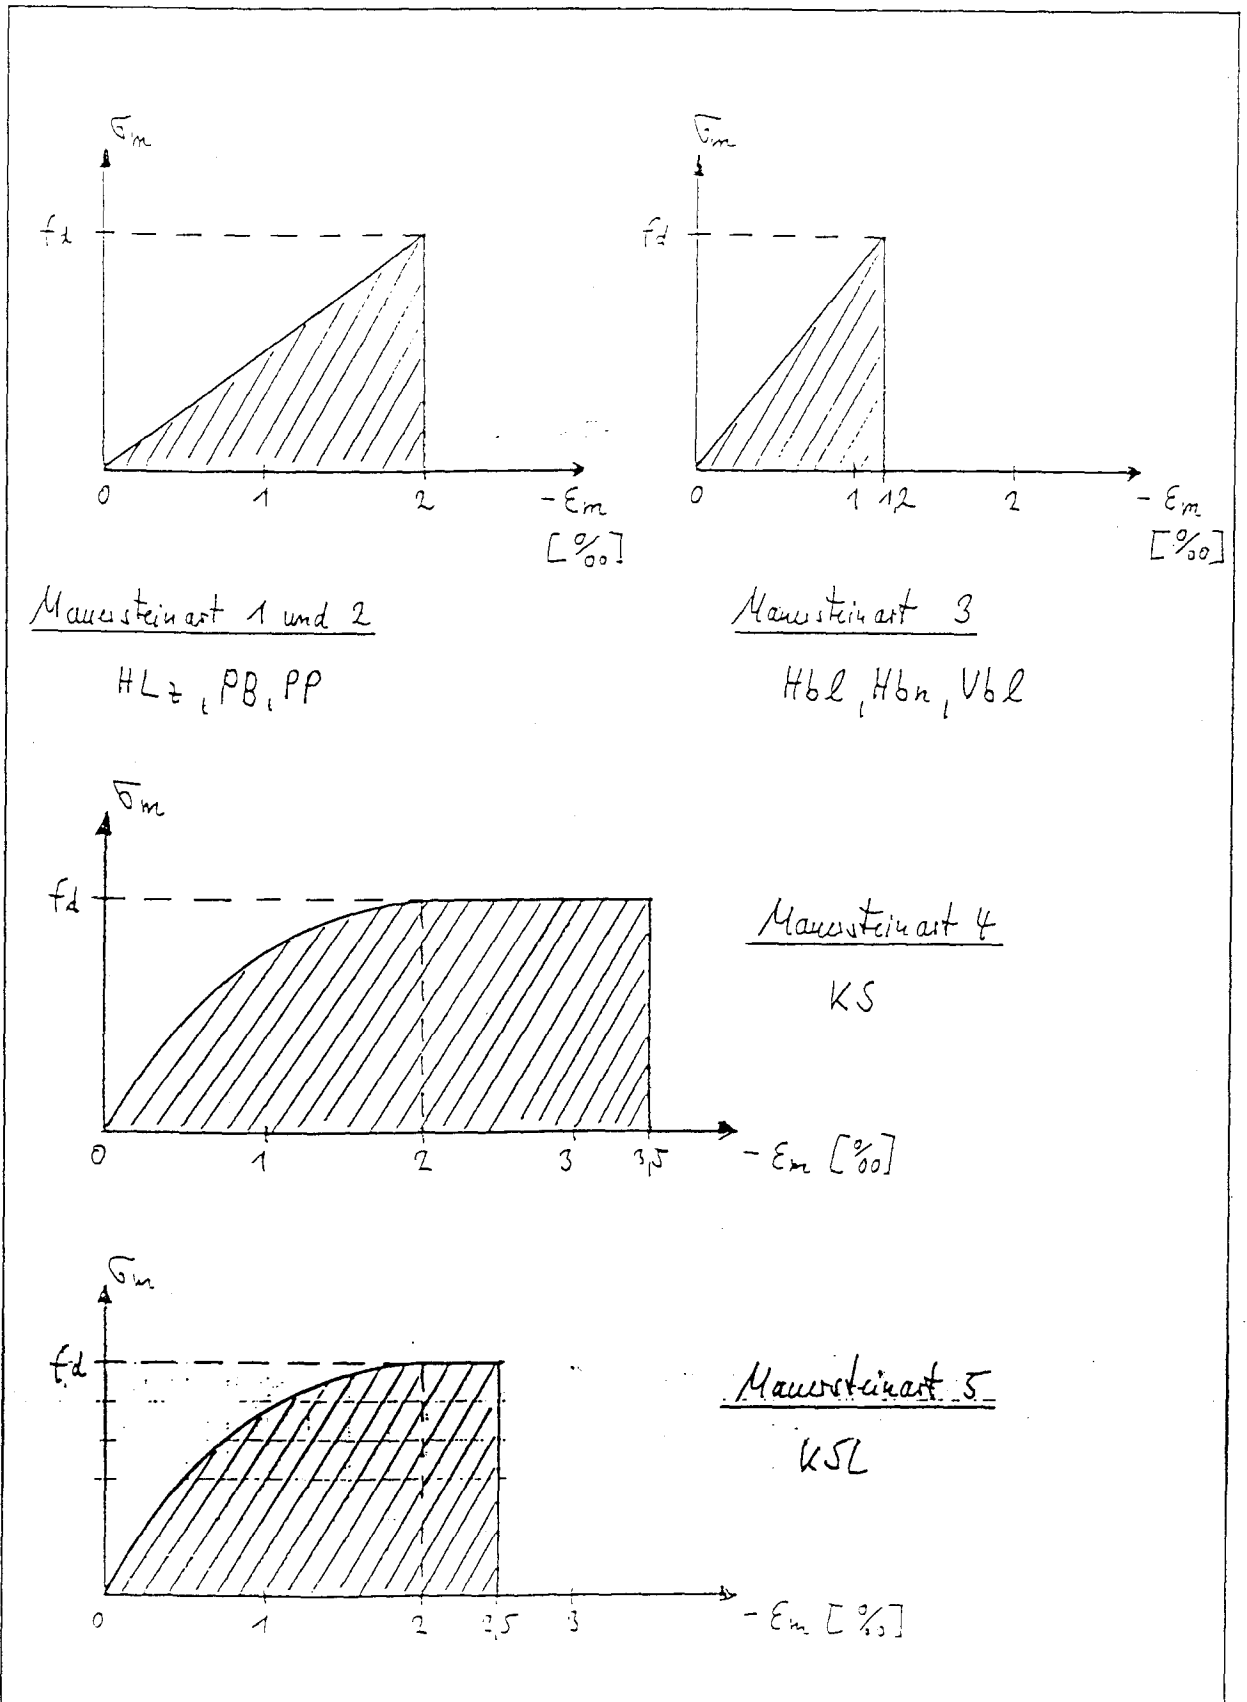 σm
fd
0 1 2 -εm
[‰]
Mauersteinart 1 und 2
HLz, PB, PP
σm
fd
0 1 1,2 2 -εm
[‰]
Mauersteinart 3
Hbl, Hbn, Vbl
σm
fd
0 1 2 3 3,5 -εm [‰]
Mauersteinart 4
KS
σm
fd
0 1 2 2,5 3 -εm [‰]
Mauersteinart 5
KSL